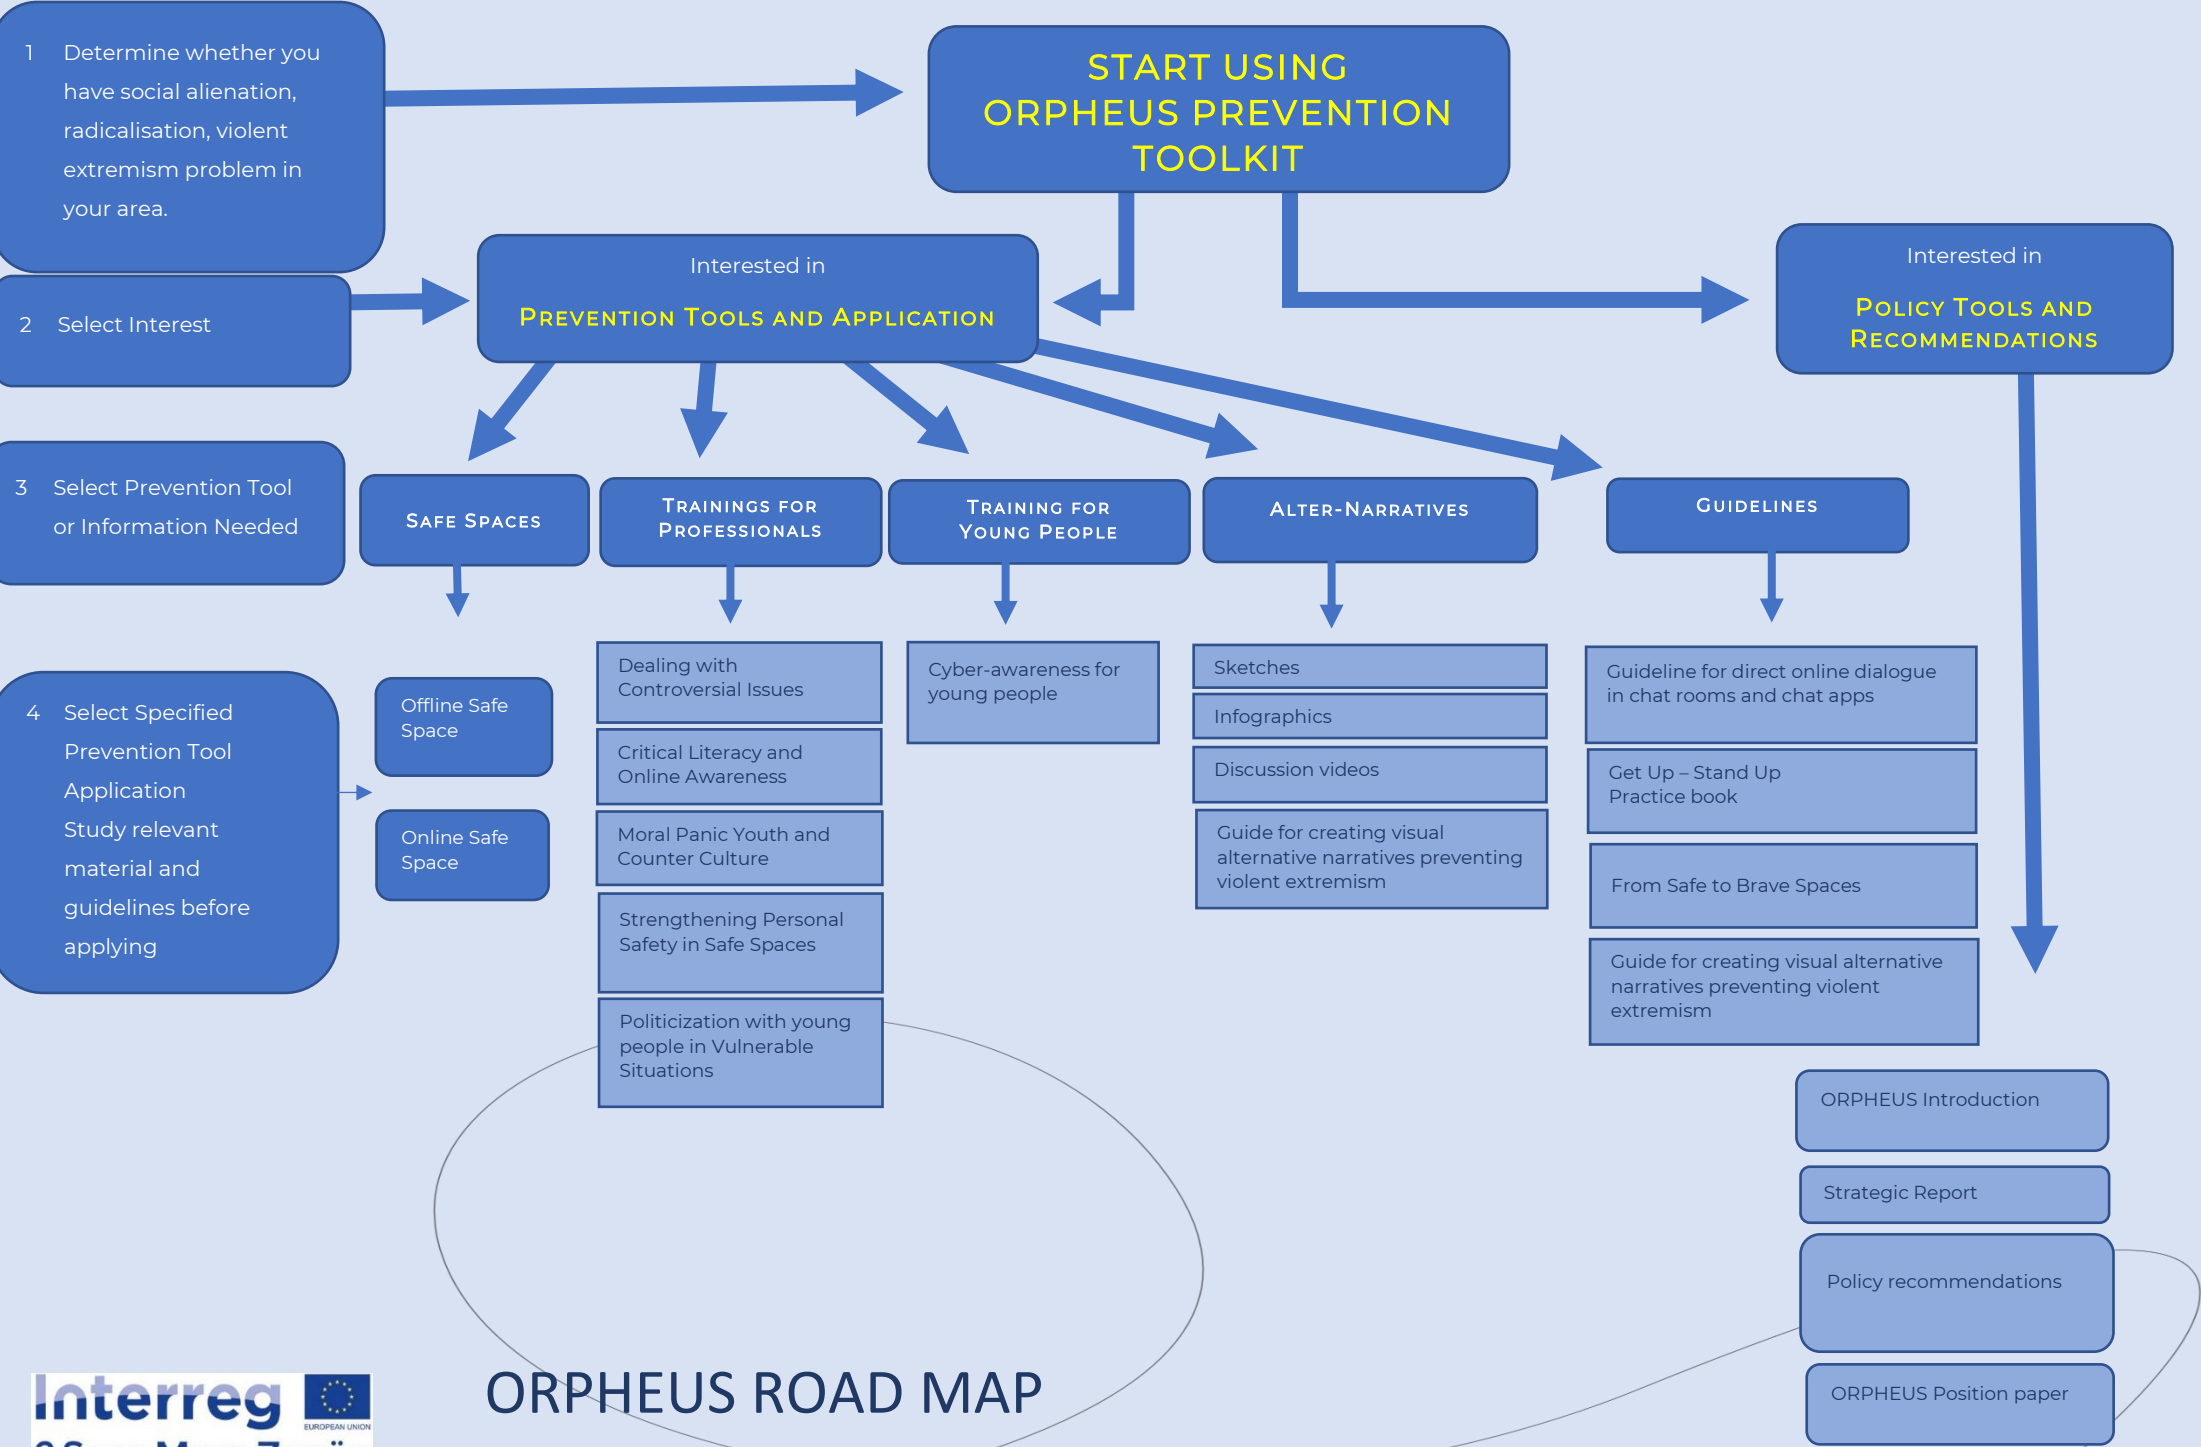 1 Determine whether you
have social alienation,
radicalisation, violent
extremism problem in
your area.
START USING
ORPHEUS PREVENTION
TOOLKIT
2 Select Interest
Interested in
PREVENTION TOOLS AND APPLICATION
Interested in
POLICY TOOLS AND
RECOMMENDATIONS
3 Select Prevention Tool
or Information Needed
SAFE SPACES
TRAININGS FOR
PROFESSIONALS
TRAINING FOR
YOUNG PEOPLE
ALTER-NARRATIVES
GUIDELINES
4 Select Specified
Prevention Tool
Application
Study relevant
material and
guidelines before
applying
Offline Safe
Space
Online Safe
Space
Dealing with
Controversial Issues
Critical Literacy and
Online Awareness
Moral Panic Youth and
Counter Culture
Strengthening Personal
Safety in Safe Spaces
Politicization with young
people in Vulnerable
Situations
Cyber-awareness for
young people
Sketches
Infographics
Discussion videos
Guide for creating visual
alternative narratives preventing
violent extremism
Guideline for direct online dialogue
in chat rooms and chat apps
Get Up – Stand Up
Practice book
From Safe to Brave Spaces
Guide for creating visual alternative
narratives preventing violent
extremism
ORPHEUS Introduction
Strategic Report
Policy recommendations
ORPHEUS Position paper
ORPHEUS ROAD MAP
Interreg
EUROPEAN UNION